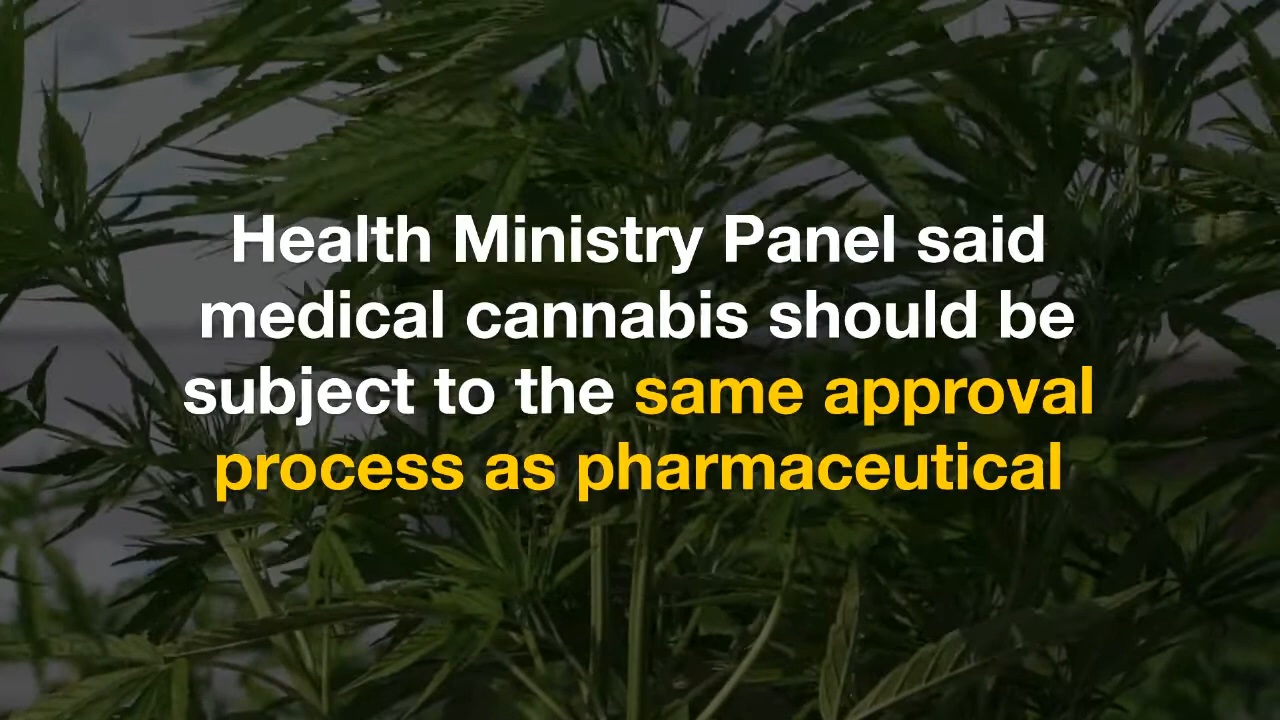 Health Ministry Panel said
medical cannabis should be
subject to the same approval
process as pharmaceutical